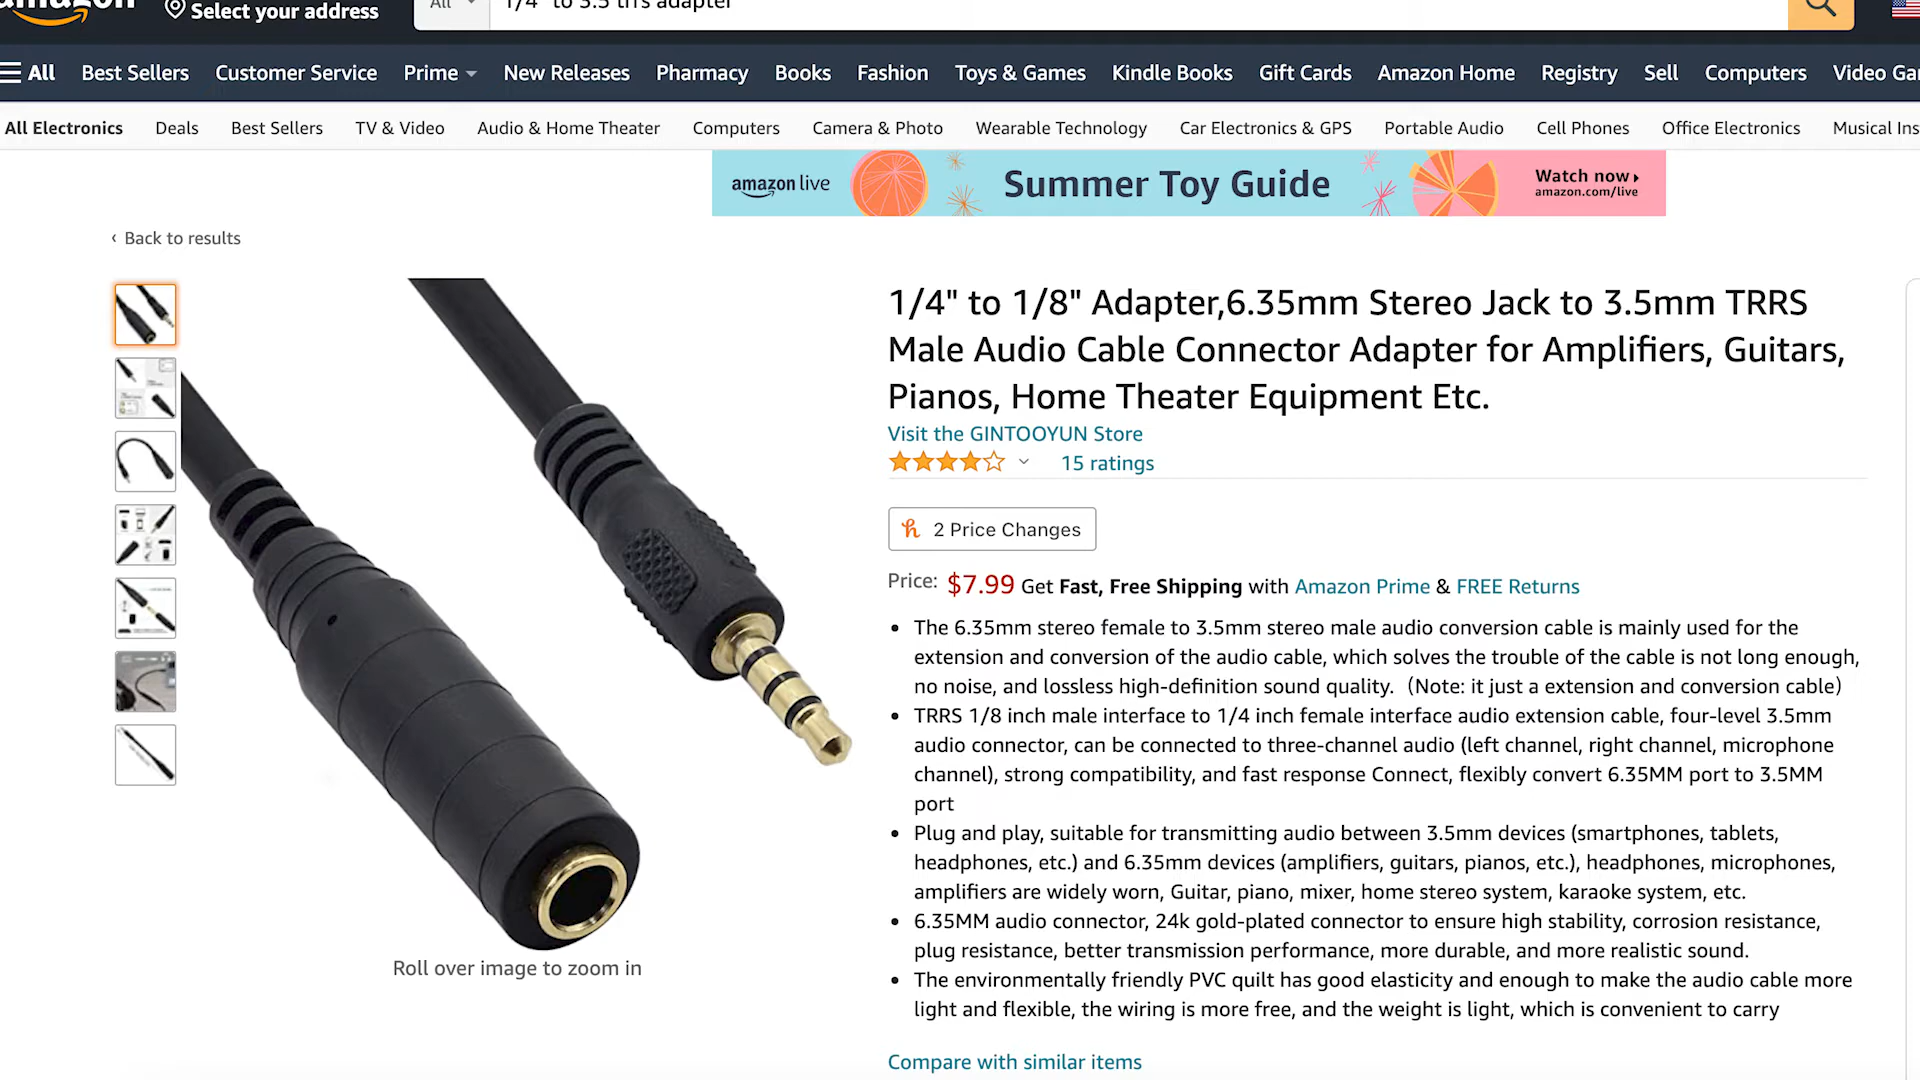 amazon
Select your address
All
1/4" to 3.5 trrs adapter
All
Best Sellers
Customer Service
Prime
New Releases
Pharmacy
Books
Fashion
Toys & Games
Kindle Books
Gift Cards
Amazon Home
Registry
Sell
Computers
Video Ga
All Electronics
Deals
Best Sellers
TV & Video
Audio & Home Theater
Computers
Camera & Photo
Wearable Technology
Car Electronics & GPS
Portable Audio
Cell Phones
Office Electronics
Musical Ins
amazon live
Summer Toy Guide
Watch now
amazon.com/live
‹ Back to results
1/4" to 1/8" Adapter,6.35mm Stereo Jack to 3.5mm TRRS
Male Audio Cable Connector Adapter for Amplifiers, Guitars,
Pianos, Home Theater Equipment Etc.
Visit the GINTOOYUN Store
15 ratings
2 Price Changes
Price: $7.99 Get Fast, Free Shipping with Amazon Prime & FREE Returns
• The 6.35mm stereo female to 3.5mm stereo male audio conversion cable is mainly used for the
extension and conversion of the audio cable, which solves the trouble of the cable is not long enough,
no noise, and lossless high-definition sound quality.（Note: it just a extension and conversion cable）
• TRRS 1/8 inch male interface to 1/4 inch female interface audio extension cable, four-level 3.5mm
audio connector, can be connected to three-channel audio (left channel, right channel, microphone
channel), strong compatibility, and fast response Connect, flexibly convert 6.35MM port to 3.5MM
port
• Plug and play, suitable for transmitting audio between 3.5mm devices (smartphones, tablets,
headphones, etc.) and 6.35mm devices (amplifiers, guitars, pianos, etc.), headphones, microphones,
amplifiers are widely worn, Guitar, piano, mixer, home stereo system, karaoke system, etc.
• 6.35MM audio connector, 24k gold-plated connector to ensure high stability, corrosion resistance,
plug resistance, better transmission performance, more durable, and more realistic sound.
• The environmentally friendly PVC quilt has good elasticity and enough to make the audio cable more
light and flexible, the wiring is more free, and the weight is light, which is convenient to carry
Roll over image to zoom in
Compare with similar items